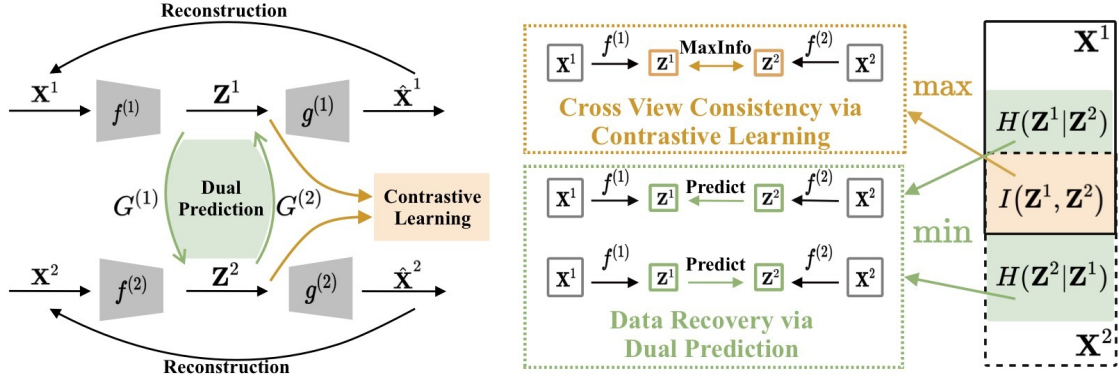 Reconstruction
X¹ f⁽¹⁾ Z¹ g⁽¹⁾ X̂¹
G⁽¹⁾ Dual Prediction G⁽²⁾
Contrastive Learning
X² f⁽²⁾ Z² g⁽²⁾ X̂²
Reconstruction
X¹ f⁽¹⁾ Z¹ MaxInfo Z² f⁽²⁾ X²
Cross View Consistency via
Contrastive Learning
X¹ f⁽¹⁾ Z¹ Predict Z² f⁽²⁾ X²
X¹ f⁽¹⁾ Z¹ Predict Z² f⁽²⁾ X²
Data Recovery via
Dual Prediction
max
min
X¹
H(Z¹|Z²)
I(Z¹, Z²)
H(Z²|Z¹)
X²